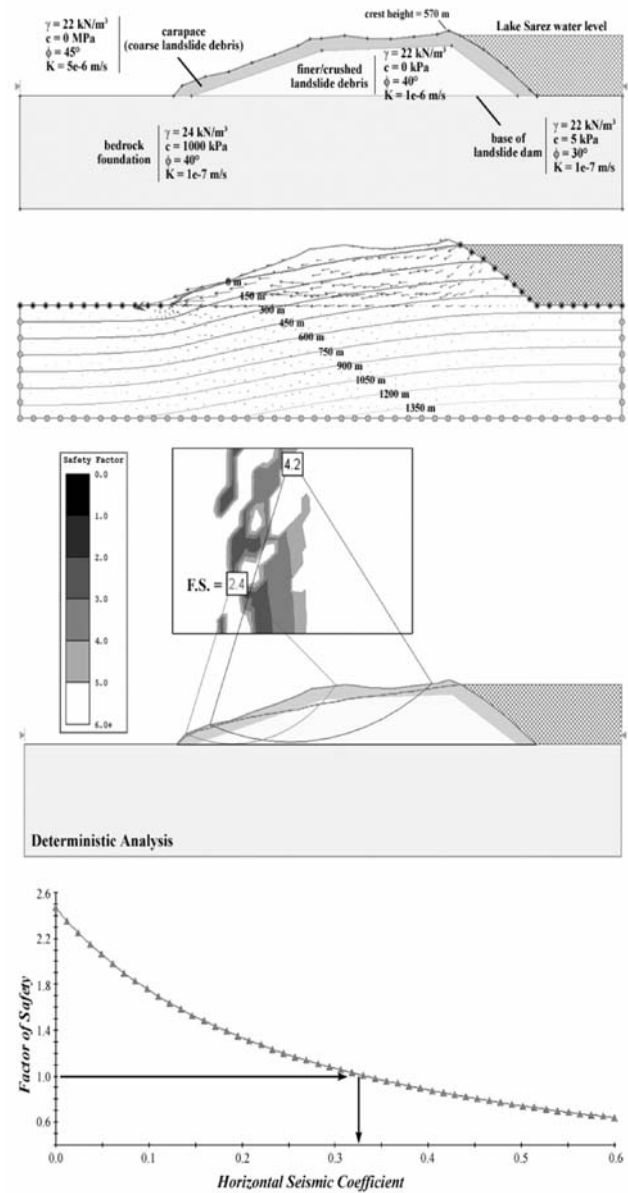 γ = 22 kN/m³
c = 0 MPa
ϕ = 45°
K = 5e-6 m/s
carapace
(coarse landslide debris)
crest height = 570 m
Lake Sarez water level
finer/crushed
landslide debris
γ = 22 kN/m³
c = 0 kPa
ϕ = 40°
K = 1e-6 m/s
bedrock
foundation
γ = 24 kN/m³
c = 1000 kPa
ϕ = 40°
K = 1e-7 m/s
base of
landslide dam
γ = 22 kN/m³
c = 5 kPa
ϕ = 30°
K = 1e-7 m/s
0 m
150 m
300 m
450 m
600 m
750 m
900 m
1050 m
1200 m
1350 m
Safety Factor
0.0
1.0
2.0
3.0
4.0
5.0
6.0+
4.2
F.S. = 2.4
Deterministic Analysis
Factor of Safety
2.6
2.2
1.8
1.4
1.0
0.6
0.0 0.1 0.2 0.3 0.4 0.5 0.6
Horizontal Seismic Coefficient